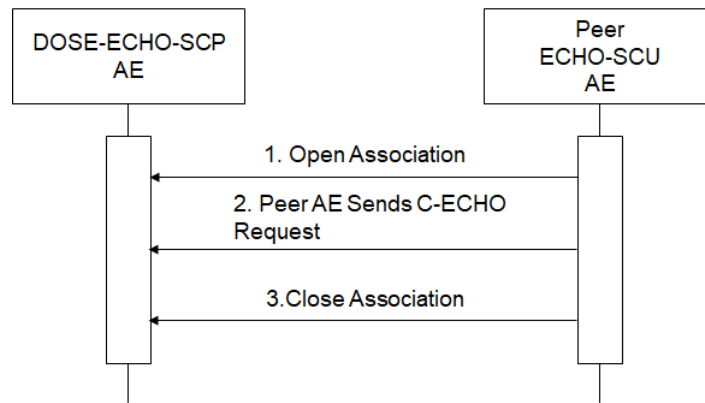 DOSE-ECHO-SCP
AE
Peer
ECHO-SCU
AE
1. Open Association
2. Peer AE Sends C-ECHO
Request
3.Close Association